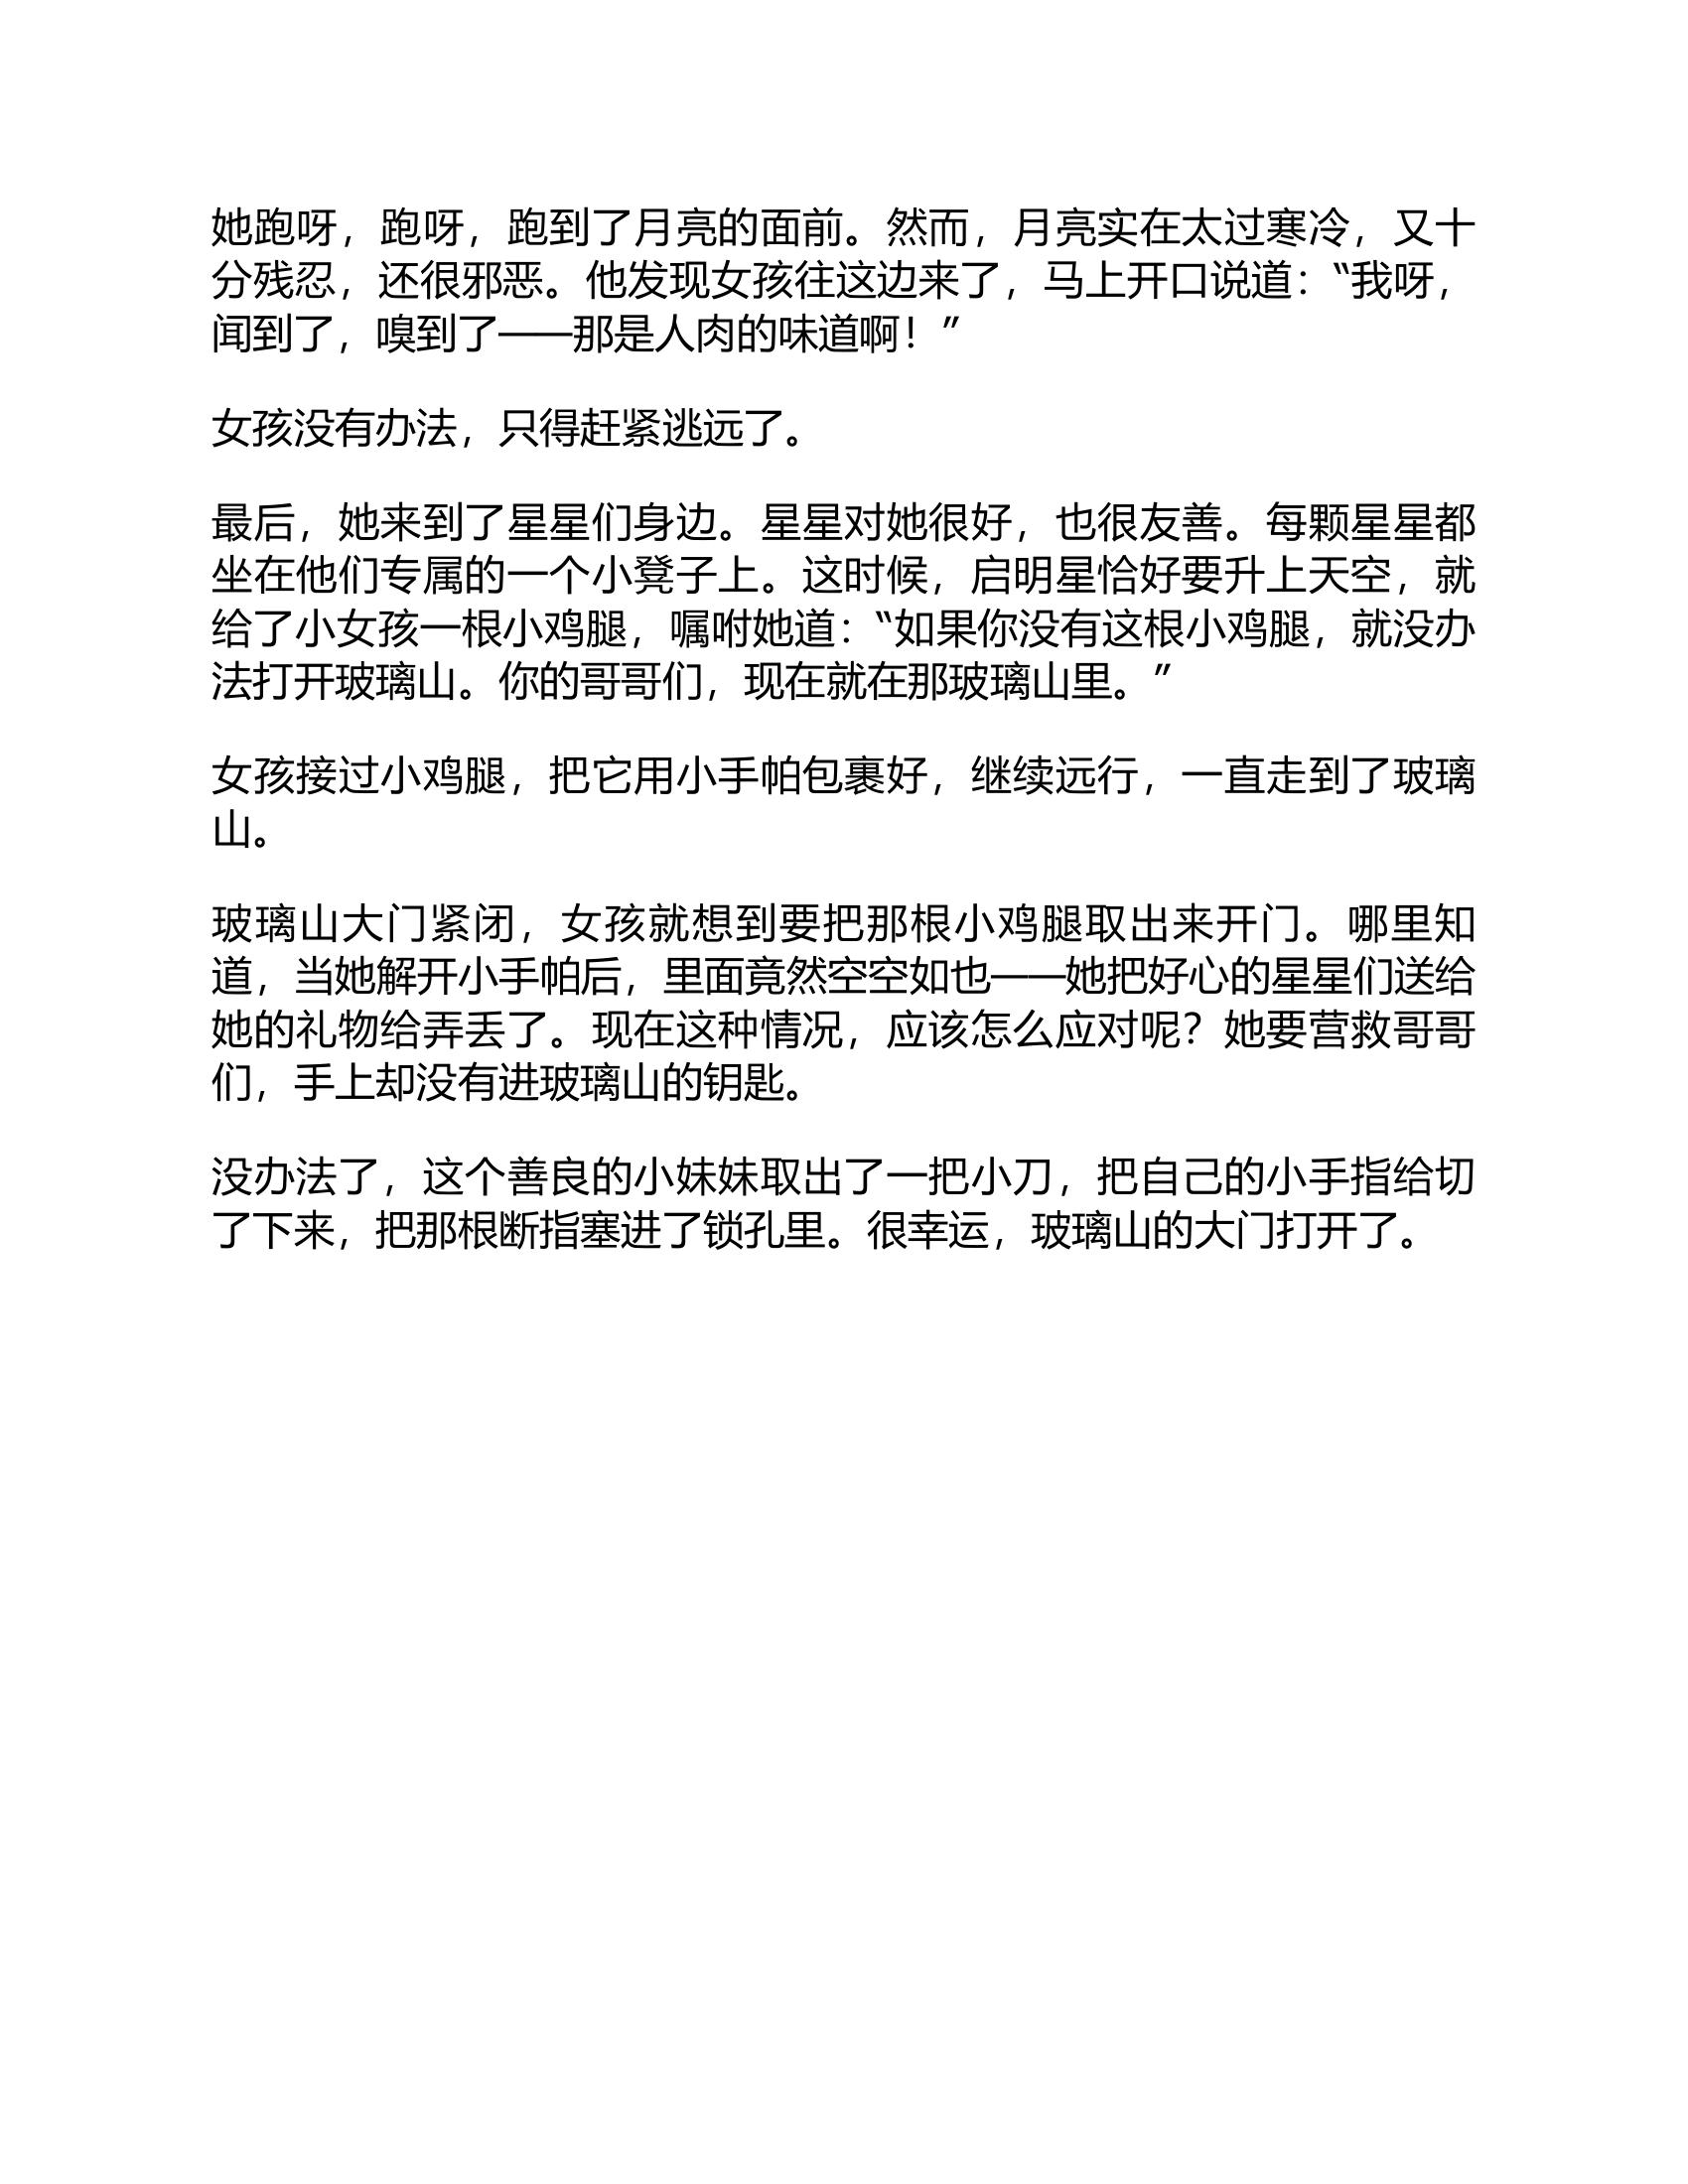 她跑呀，跑呀，跑到了月亮的面前。然而，月亮实在太过寒冷，又十
分残忍，还很邪恶。他发现女孩往这边来了，马上开口说道：“我呀，
闻到了，嗅到了——那是人肉的味道啊！”
女孩没有办法，只得赶紧逃远了。
最后，她来到了星星们身边。星星对她很好，也很友善。每颗星星都
坐在他们专属的一个小凳子上。这时候，启明星恰好要升上天空，就
给了小女孩一根小鸡腿，嘱咐她道：“如果你没有这根小鸡腿，就没办
法打开玻璃山。你的哥哥们，现在就在那玻璃山里。”
女孩接过小鸡腿，把它用小手帕包裹好，继续远行，一直走到了玻璃
山。
玻璃山大门紧闭，女孩就想到要把那根小鸡腿取出来开门。哪里知
道，当她解开小手帕后，里面竟然空空如也——她把好心的星星们送给
她的礼物给弄丢了。现在这种情况，应该怎么应对呢？她要营救哥哥
们，手上却没有进玻璃山的钥匙。
没办法了，这个善良的小妹妹取出了一把小刀，把自己的小手指给切
了下来，把那根断指塞进了锁孔里。很幸运，玻璃山的大门打开了。